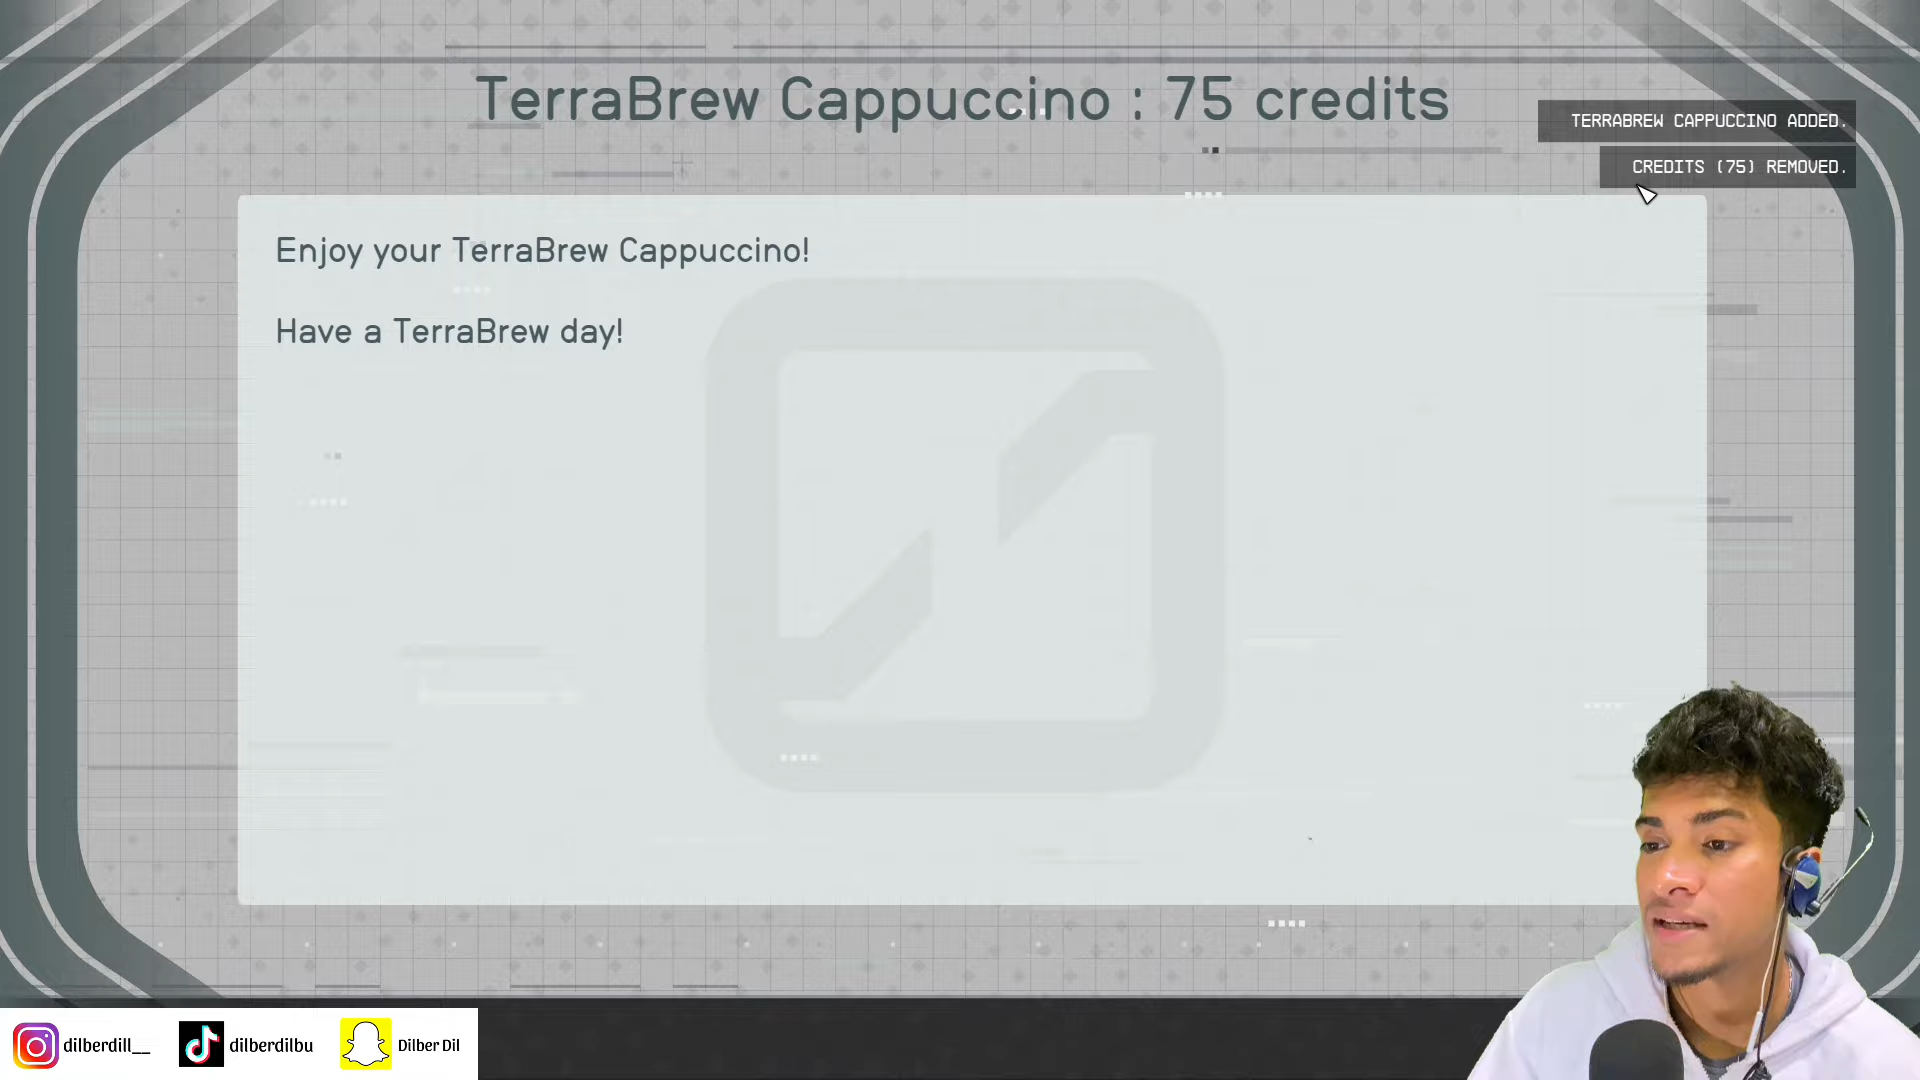 TerraBrew Cappuccino : 75 credits
TERRABREW CAPPUCCINO ADDED.
CREDITS (75) REMOVED.
Enjoy your TerraBrew Cappuccino!
Have a TerraBrew day!
dilberdill__ dilberdilbu Dilber Dil